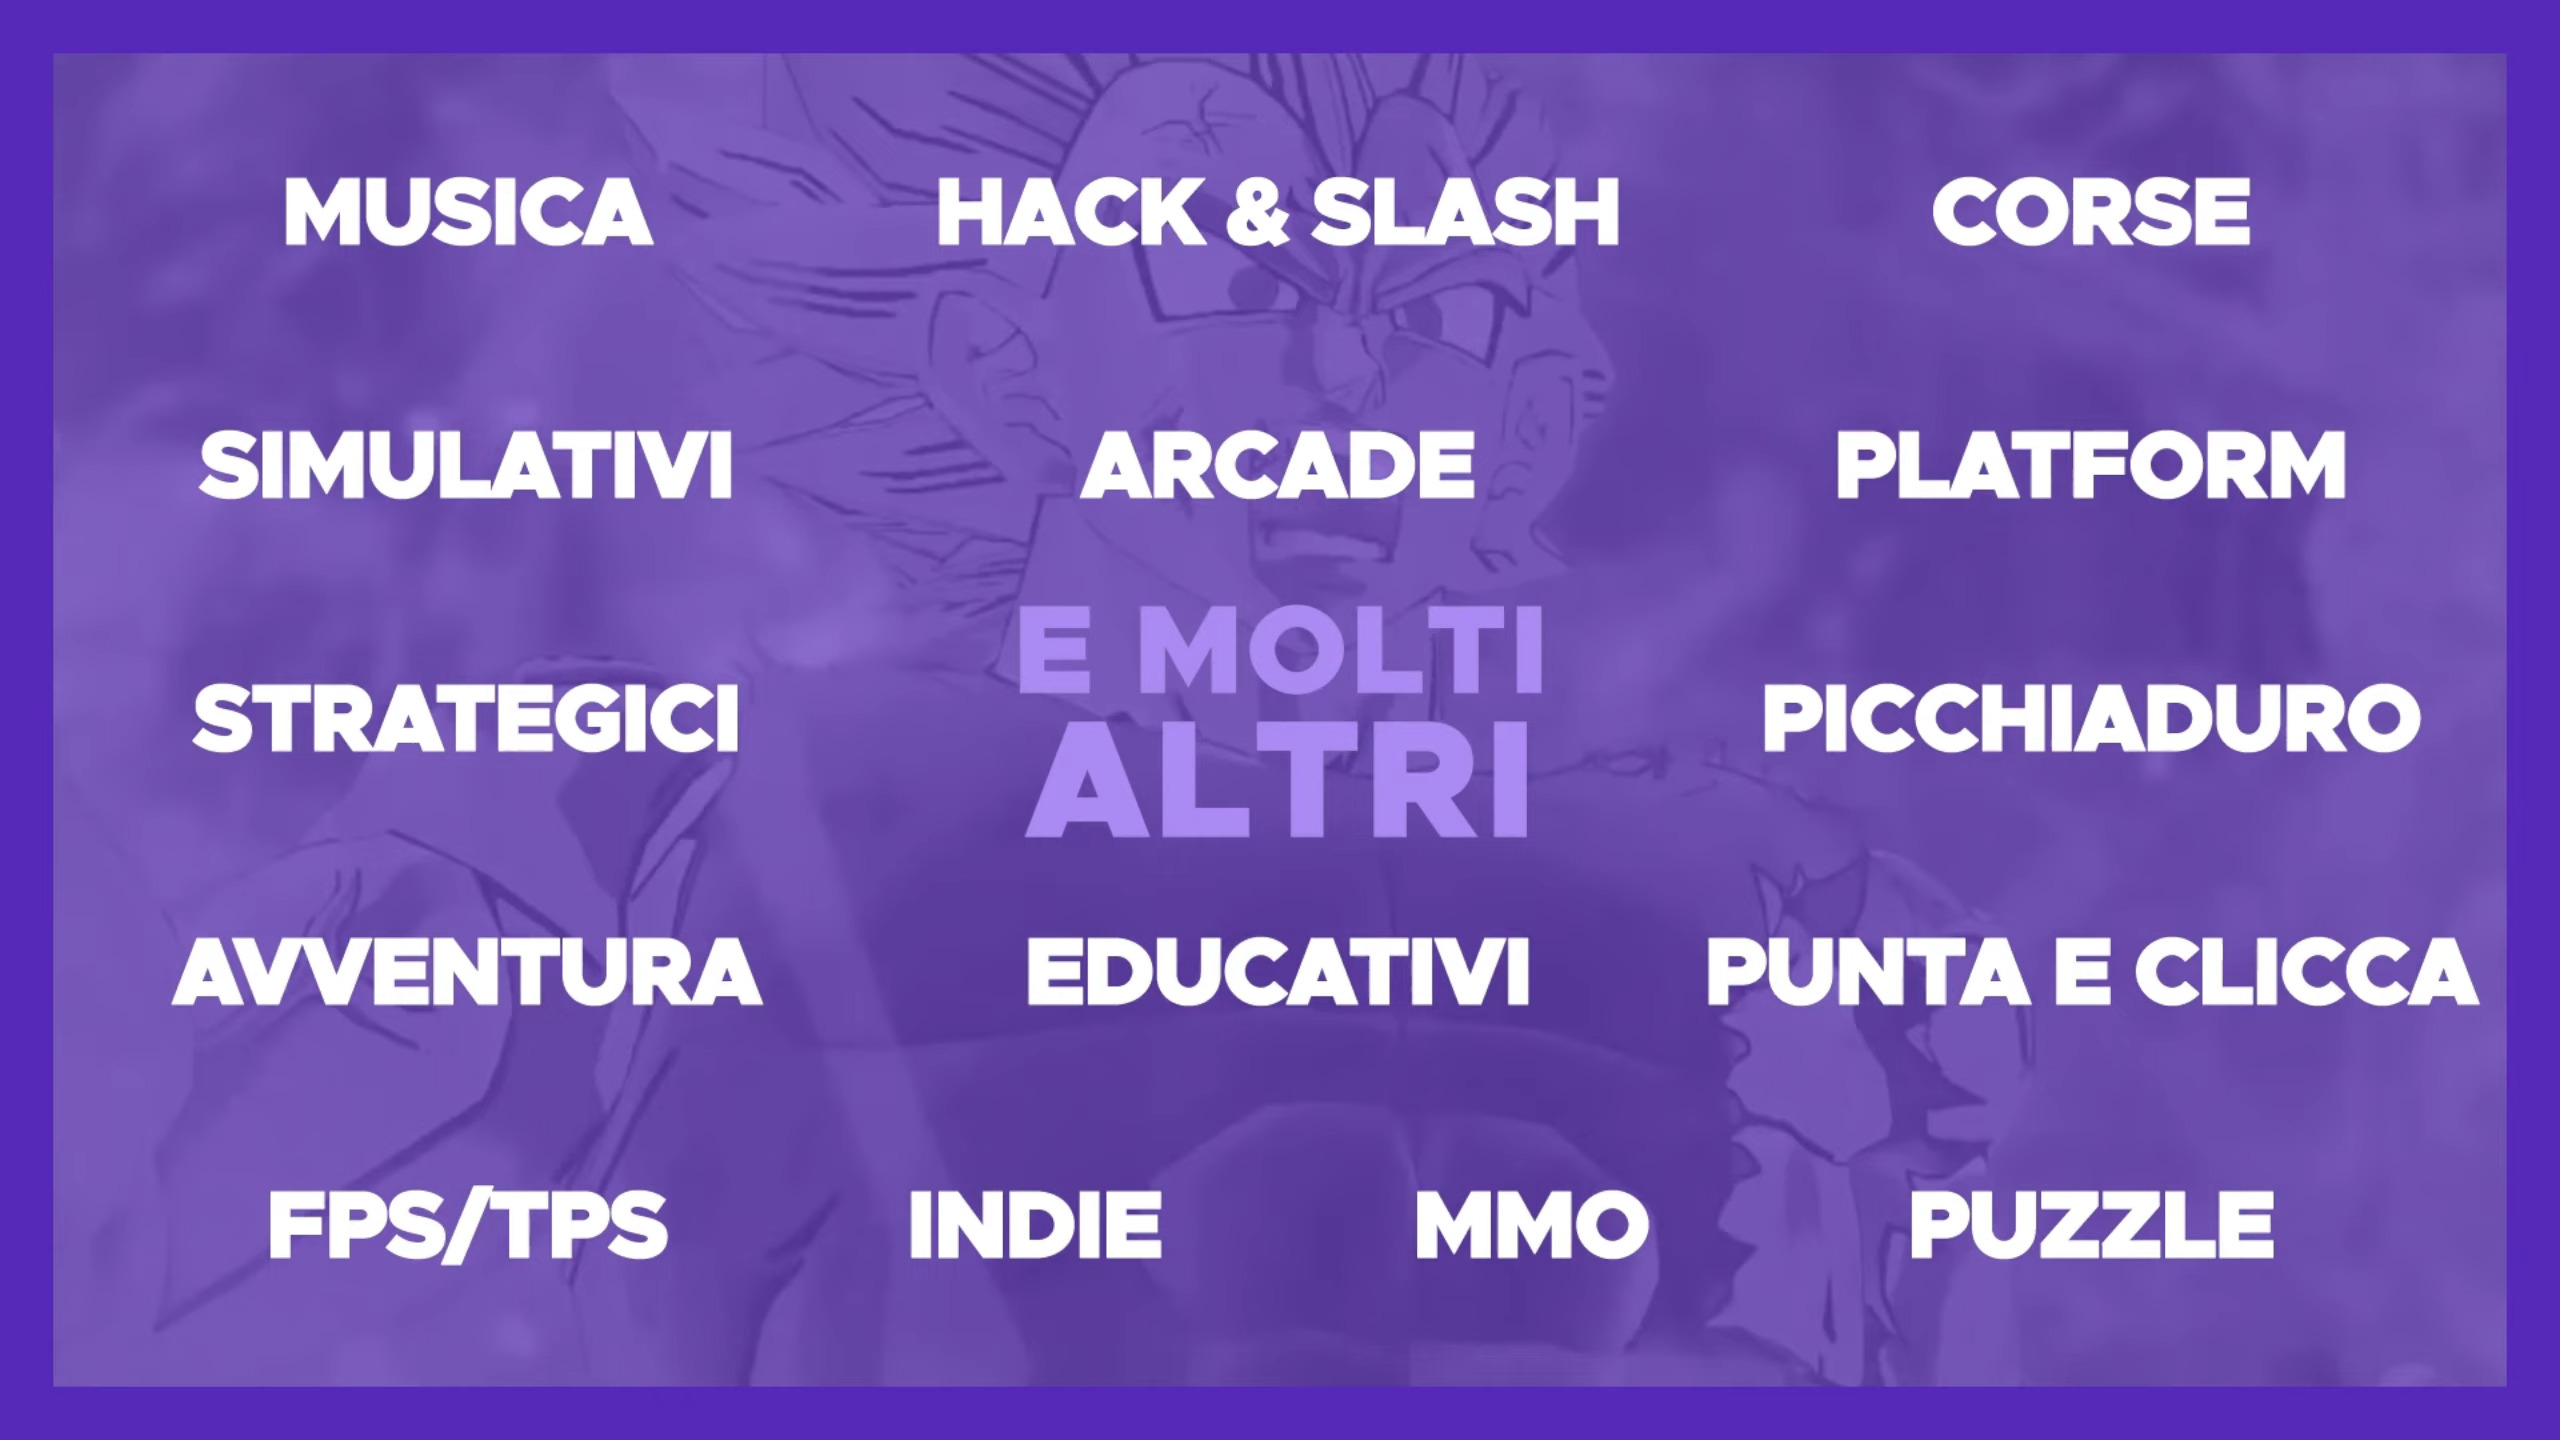 MUSICA
HACK & SLASH
CORSE
SIMULATIVI
ARCADE
PLATFORM
STRATEGICI
E MOLTI
ALTRI
PICCHIADURO
AVVENTURA
EDUCATIVI
PUNTA E CLICCA
FPS/TPS
INDIE
MMO
PUZZLE